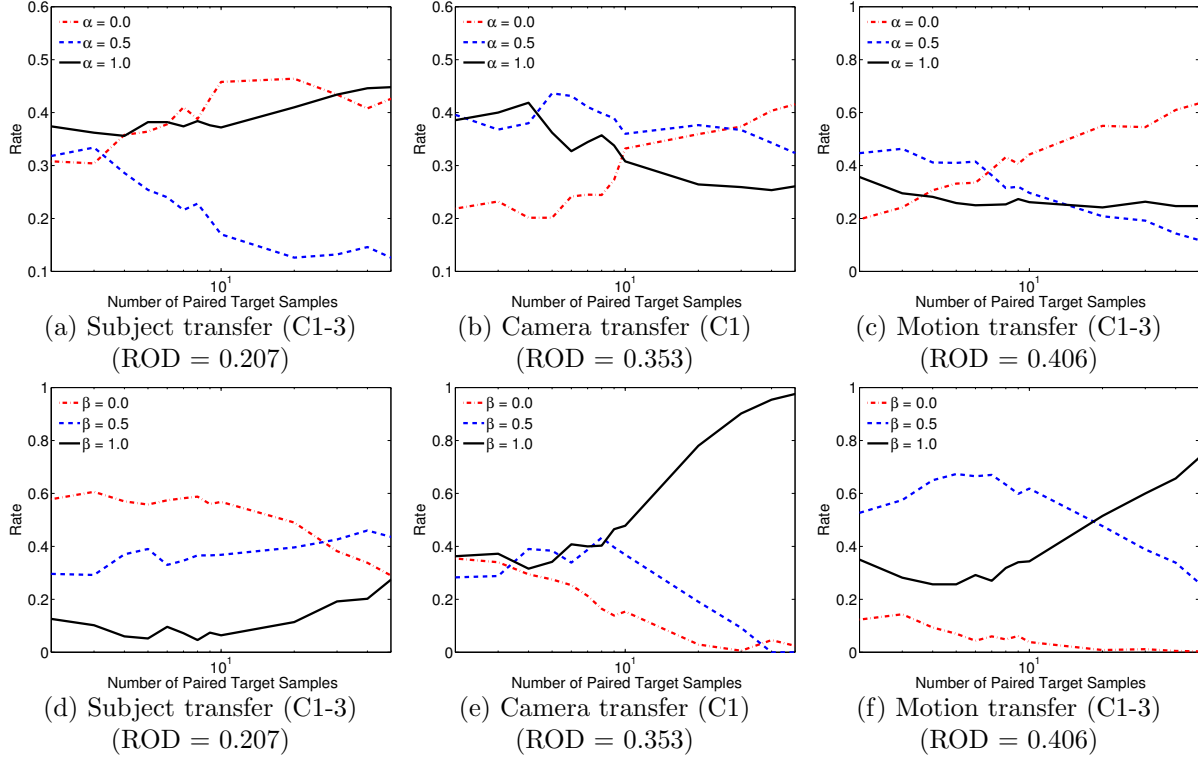 0.6
0.5
0.4
0.3
0.2
0.1
Rate
α = 0.0
α = 0.5
α = 1.0
10^1
Number of Paired Target Samples
(a) Subject transfer (C1-3)
(ROD = 0.207)
0.6
0.5
0.4
0.3
0.2
0.1
Rate
α = 0.0
α = 0.5
α = 1.0
10^1
Number of Paired Target Samples
(b) Camera transfer (C1)
(ROD = 0.353)
1
0.8
0.6
0.4
0.2
0
Rate
α = 0.0
α = 0.5
α = 1.0
10^1
Number of Paired Target Samples
(c) Motion transfer (C1-3)
(ROD = 0.406)
1
0.8
0.6
0.4
0.2
0
Rate
β = 0.0
β = 0.5
β = 1.0
10^1
Number of Paired Target Samples
(d) Subject transfer (C1-3)
(ROD = 0.207)
1
0.8
0.6
0.4
0.2
0
Rate
β = 0.0
β = 0.5
β = 1.0
10^1
Number of Paired Target Samples
(e) Camera transfer (C1)
(ROD = 0.353)
1
0.8
0.6
0.4
0.2
0
Rate
β = 0.0
β = 0.5
β = 1.0
10^1
Number of Paired Target Samples
(f) Motion transfer (C1-3)
(ROD = 0.406)